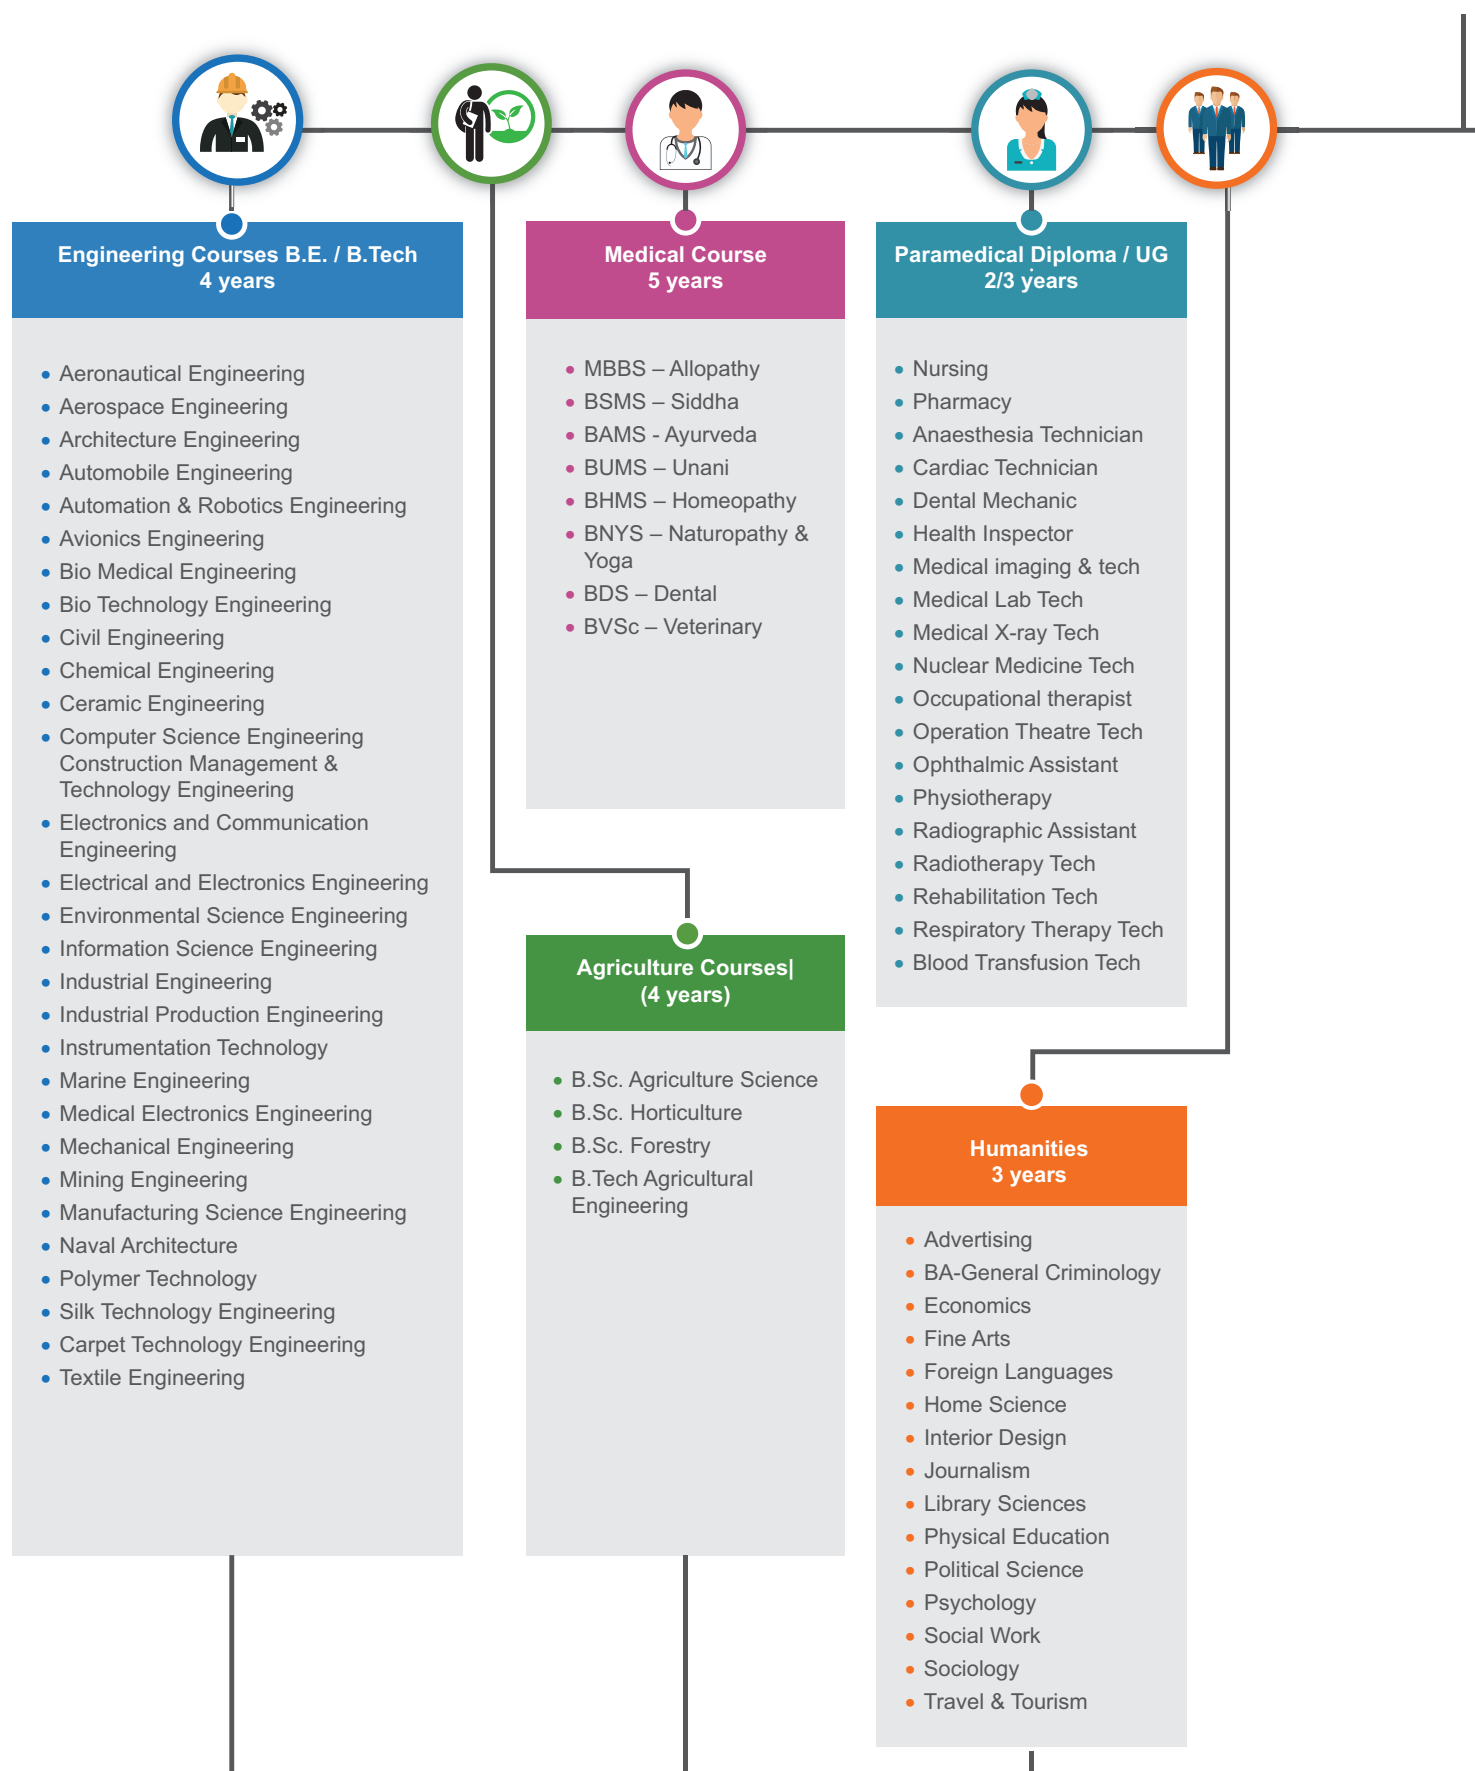 Engineering Courses B.E. / B.Tech
4 years
• Aeronautical Engineering
• Aerospace Engineering
• Architecture Engineering
• Automobile Engineering
• Automation & Robotics Engineering
• Avionics Engineering
• Bio Medical Engineering
• Bio Technology Engineering
• Civil Engineering
• Chemical Engineering
• Ceramic Engineering
• Computer Science Engineering
Construction Management &
Technology Engineering
• Electronics and Communication
Engineering
• Electrical and Electronics Engineering
• Environmental Science Engineering
• Information Science Engineering
• Industrial Engineering
• Industrial Production Engineering
• Instrumentation Technology
• Marine Engineering
• Medical Electronics Engineering
• Mechanical Engineering
• Mining Engineering
• Manufacturing Science Engineering
• Naval Architecture
• Polymer Technology
• Silk Technology Engineering
• Carpet Technology Engineering
• Textile Engineering
Medical Course
5 years
• MBBS – Allopathy
• BSMS – Siddha
• BAMS - Ayurveda
• BUMS – Unani
• BHMS – Homeopathy
• BNYS – Naturopathy &
Yoga
• BDS – Dental
• BVSc – Veterinary
Agriculture Courses|
(4 years)
• B.Sc. Agriculture Science
• B.Sc. Horticulture
• B.Sc. Forestry
• B.Tech Agricultural
Engineering
Paramedical Diploma / UG
2/3 years
• Nursing
• Pharmacy
• Anaesthesia Technician
• Cardiac Technician
• Dental Mechanic
• Health Inspector
• Medical imaging & tech
• Medical Lab Tech
• Medical X-ray Tech
• Nuclear Medicine Tech
• Occupational therapist
• Operation Theatre Tech
• Ophthalmic Assistant
• Physiotherapy
• Radiographic Assistant
• Radiotherapy Tech
• Rehabilitation Tech
• Respiratory Therapy Tech
• Blood Transfusion Tech
Humanities
3 years
• Advertising
• BA-General Criminology
• Economics
• Fine Arts
• Foreign Languages
• Home Science
• Interior Design
• Journalism
• Library Sciences
• Physical Education
• Political Science
• Psychology
• Social Work
• Sociology
• Travel & Tourism